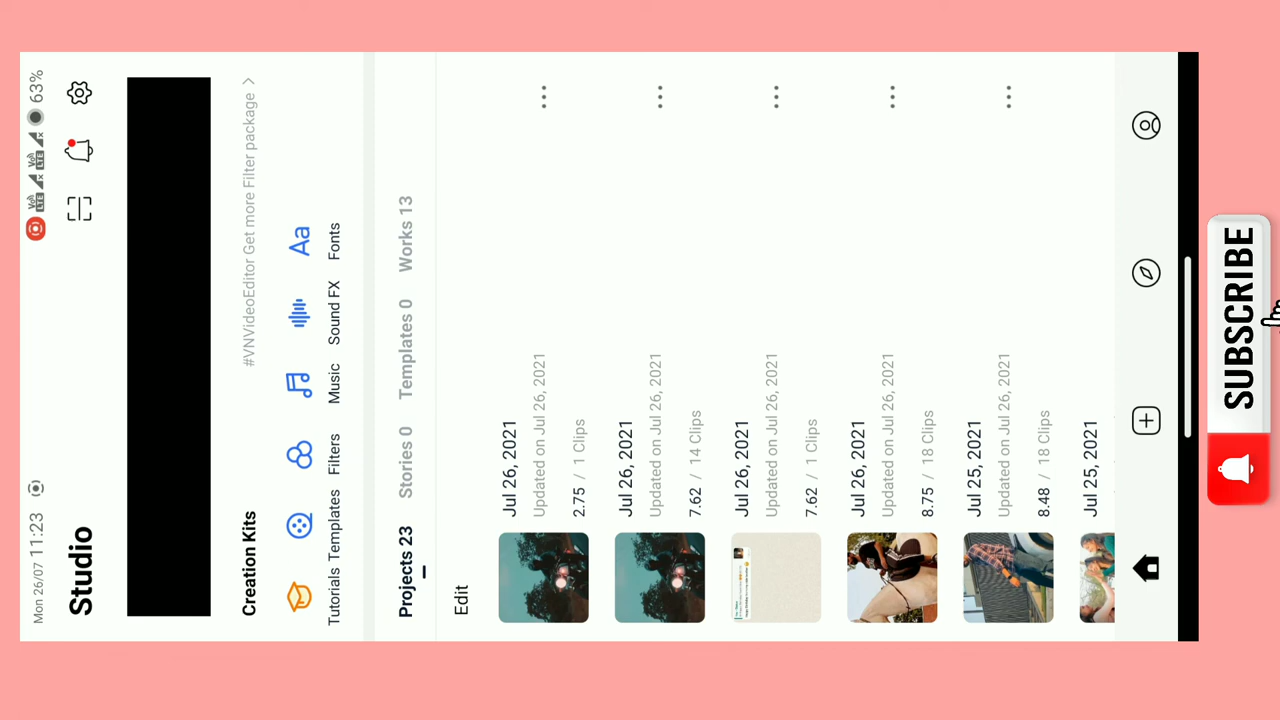 Mon 26/07 11:23 63%
Vo)) LTE Vo)) LTE
Studio
#VNVideoEditor Get more Filter package >
Creation Kits
Tutorials Templates Filters Music Sound FX Fonts
Aa
Projects 23 Stories 0 Templates 0 Works 13
Edit
Jul 26, 2021
Updated on Jul 26, 2021
2.75 / 1 Clips
Jul 26, 2021
Updated on Jul 26, 2021
7.62 / 14 Clips
Jul 26, 2021
Updated on Jul 26, 2021
7.62 / 1 Clips
Jul 26, 2021
Updated on Jul 26, 2021
8.75 / 18 Clips
Jul 25, 2021
Updated on Jul 26, 2021
8.48 / 18 Clips
Jul 25, 2021
SUBSCRIBE